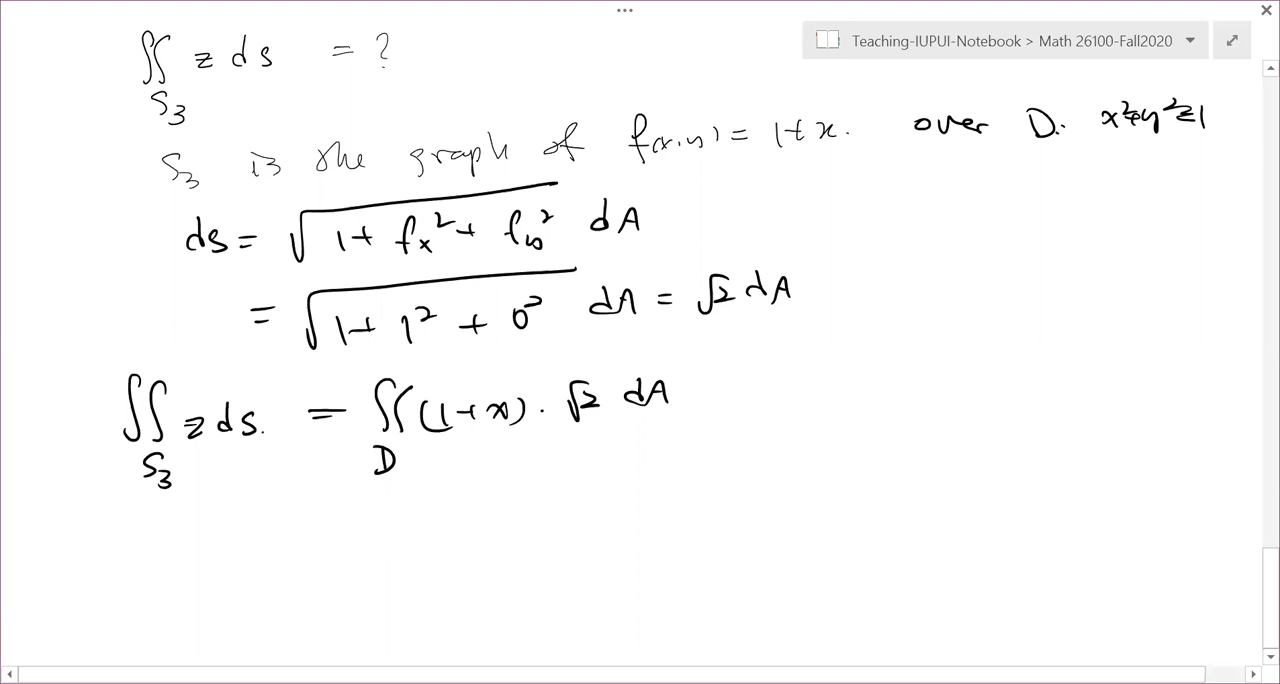 Teaching-IUPUI-Notebook > Math 26100-Fall2020
∬_{S_3} z ds = ?
S_3 is the graph of f(x,y) = 1+x. over D. x²+y²≤1
ds = √(1 + f_x² + f_y²) dA
= √(1 + 1² + 0²) dA = √2 dA
∬_{S_3} z ds. = ∬_D (1+x) · √2 dA